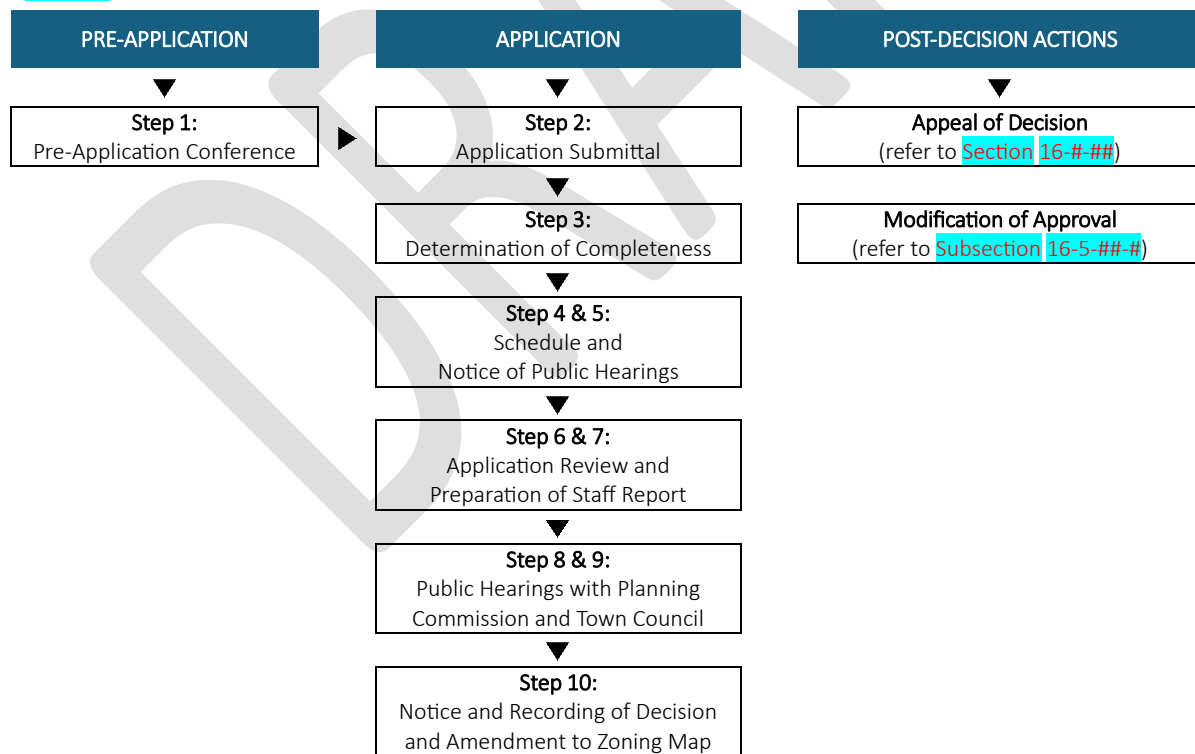 PRE-APPLICATION
Step 1:
Pre-Application Conference
APPLICATION
Step 2:
Application Submittal
Step 3:
Determination of Completeness
Step 4 & 5:
Schedule and
Notice of Public Hearings
Step 6 & 7:
Application Review and
Preparation of Staff Report
Step 8 & 9:
Public Hearings with Planning
Commission and Town Council
Step 10:
Notice and Recording of Decision
and Amendment to Zoning Map
POST-DECISION ACTIONS
Appeal of Decision
(refer to Section 16-#-##)
Modification of Approval
(refer to Subsection 16-5-##-#)
DRA